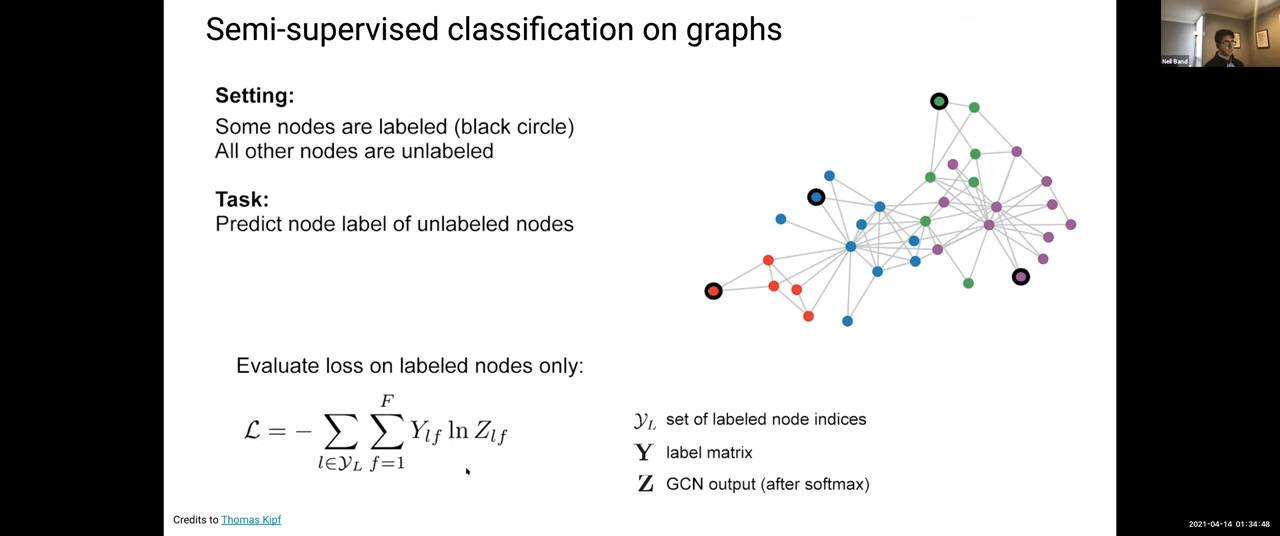 Semi-supervised classification on graphs
Neil Band
Setting:
Some nodes are labeled (black circle)
All other nodes are unlabeled
Task:
Predict node label of unlabeled nodes
Evaluate loss on labeled nodes only:
ℒ = − ∑_{l∈𝒴_L} ∑_{f=1}^{F} Y_{lf} ln Z_{lf}
𝒴_L set of labeled node indices
Y label matrix
Z GCN output (after softmax)
Credits to Thomas Kipf
2021-04-14 01:34:48